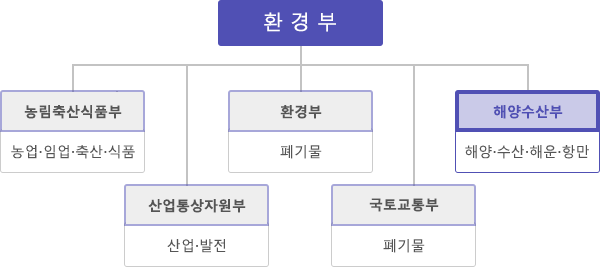 환 경 부
농림축산식품부
농업·임업·축산·식품
환경부
폐기물
해양수산부
해양·수산·해운·항만
산업통상자원부
산업·발전
국토교통부
폐기물